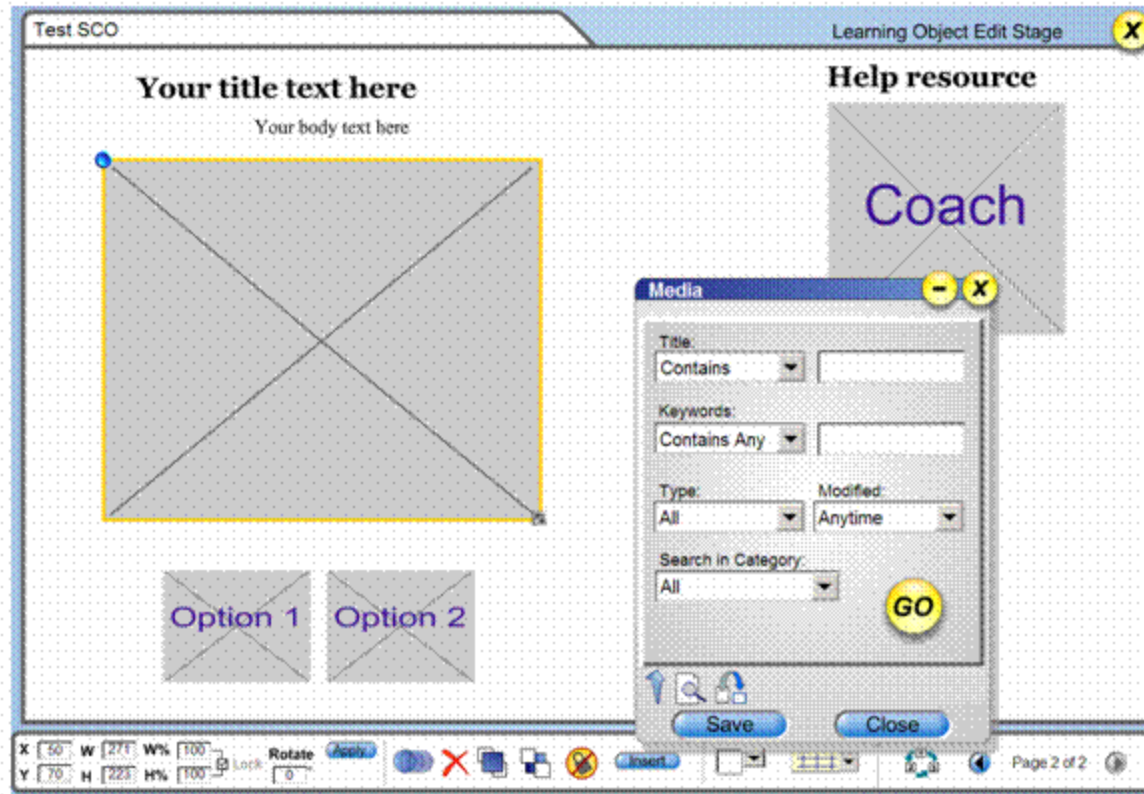 Test SCO
Learning Object Edit Stage
X
Your title text here
Help resource
Your body text here
Coach
Media
- X
Title:
Contains
Keywords:
Contains Any
Type:
Modified:
All
Anytime
Search in Category:
All
GO
Option 1
Option 2
Save
Close
X 50 W 271 W% 100
Rotate
Apply
Lock
Insert
Page 2 of 2
Y 70 H 223 H% 100
0